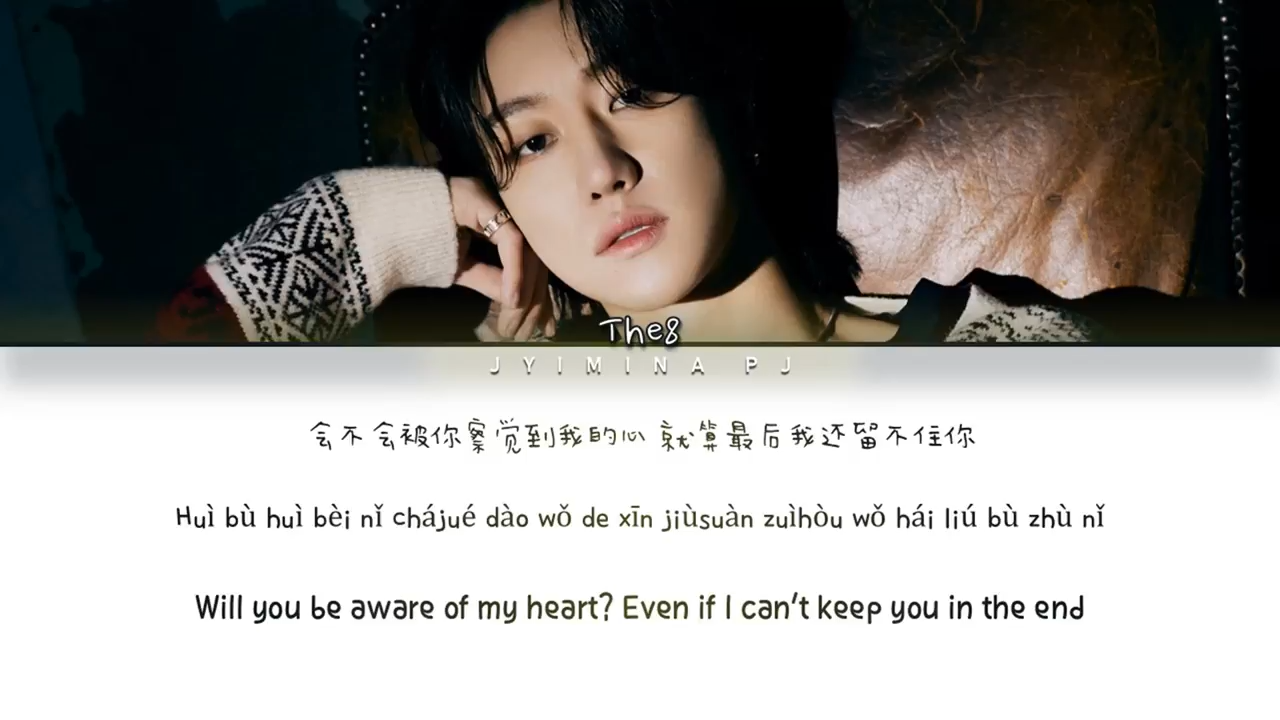 The8
JYIMINA PJ
会不会被你察觉到我的心 就算最后我还留不住你
Huì bù huì bèi nǐ chájué dào wǒ de xīn jiùsuàn zuìhòu wǒ hái liú bù zhù nǐ
Will you be aware of my heart? Even if I can't keep you in the end